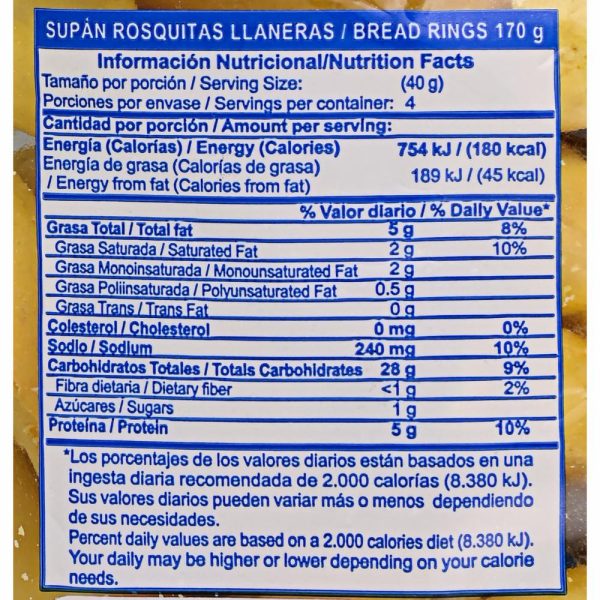 SUPÁN ROSQUITAS LLANERAS / BREAD RINGS 170 g
Información Nutricional/Nutrition Facts
Tamaño por porción / Serving Size: (40 g)
Porciones por envase / Servings per container: 4
Cantidad por porción / Amount per serving:
Energía (Calorías) / Energy (Calories) 754 kJ / (180 kcal)
Energía de grasa (Calorías de grasa)
/ Energy from fat (Calories from fat) 189 kJ / (45 kcal)
% Valor diario / % Daily Value*
Grasa Total / Total fat 5 g 8%
Grasa Saturada / Saturated Fat 2 g 10%
Grasa Monoinsaturada / Monounsaturated Fat 2 g
Grasa Poliinsaturada / Polyunsaturated Fat 0.5 g
Grasa Trans / Trans Fat 0 g
Colesterol / Cholesterol 0 mg 0%
Sodio / Sodium 240 mg 10%
Carbohidratos Totales / Totals Carbohidrates 28 g 9%
Fibra dietaria / Dietary fiber <1 g 2%
Azúcares / Sugars 1 g
Proteína / Protein 5 g 10%
*Los porcentajes de los valores diarios están basados en una
ingesta diaria recomendada de 2.000 calorías (8.380 kJ).
Sus valores diarios pueden variar más o menos dependiendo
de sus necesidades.
Percent daily values are based on a 2.000 calories diet (8.380 kJ).
Your daily may be higher or lower depending on your calorie
needs.